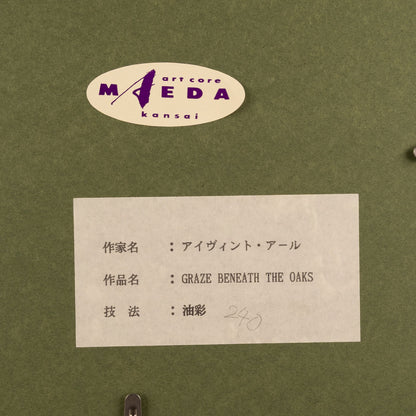 art core
MAEDA
kansai
作家名 : アイヴィント・アール
作品名 : GRAZE BENEATH THE OAKS
技 法 : 油彩 240